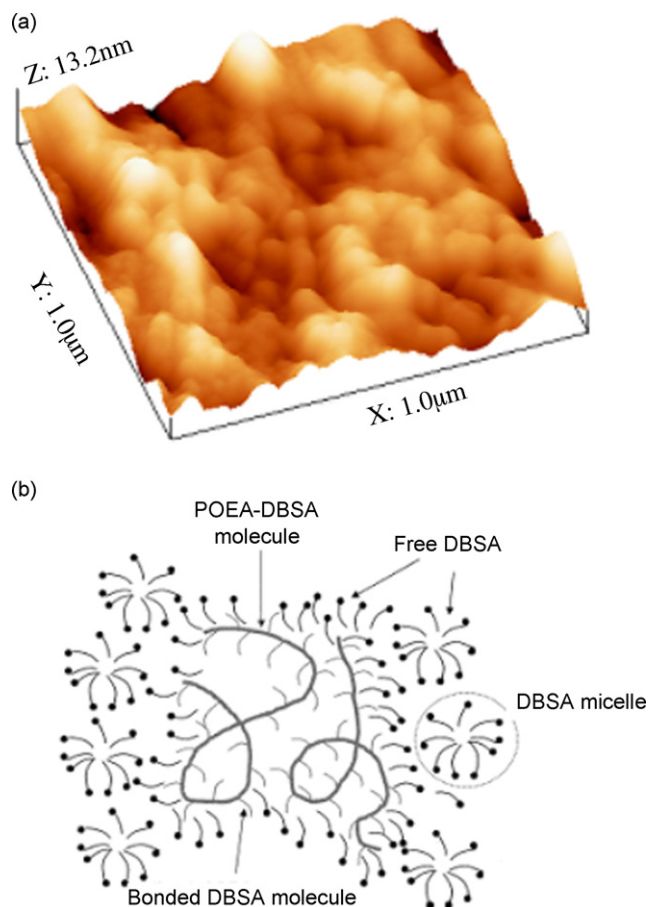 (a)
Z: 13.2nm
Y: 1.0μm
X: 1.0μm
(b)
POEA-DBSA
molecule
Free DBSA
DBSA micelle
Bonded DBSA molecule